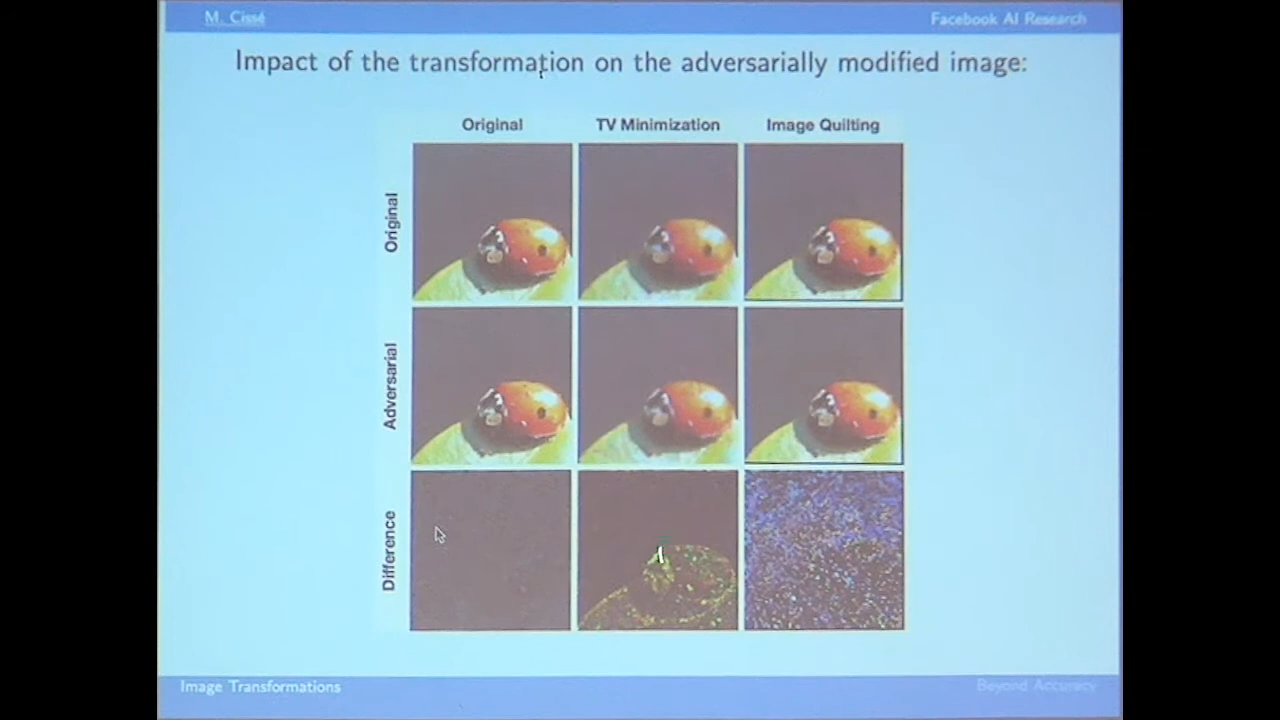 M. Cissé
Facebook AI Research
Impact of the transformation on the adversarially modified image:
Original TV Minimization Image Quilting
Original
Adversarial
Difference
Image Transformations
Beyond Accuracy